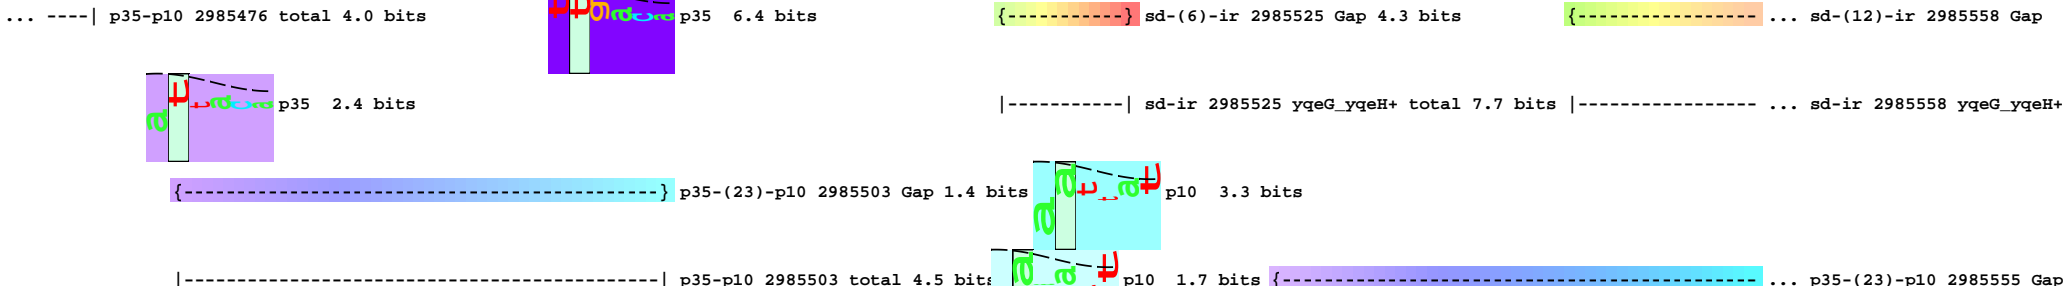 ... ----| p35-p10 2985476 total 4.0 bits p35 6.4 bits {-----------} sd-(6)-ir 2985525 Gap 4.3 bits {---------------- ... sd-(12)-ir 2985558 Gap
p35 2.4 bits |-----------| sd-ir 2985525 yqeG_yqeH+ total 7.7 bits |---------------- ... sd-ir 2985558 yqeG_yqeH+
{-------------------------------------------} p35-(23)-p10 2985503 Gap 1.4 bits p10 3.3 bits
|-------------------------------------------| p35-p10 2985503 total 4.5 bits p10 1.7 bits {------------------------------------------- ... p35-(23)-p10 2985555 Gap